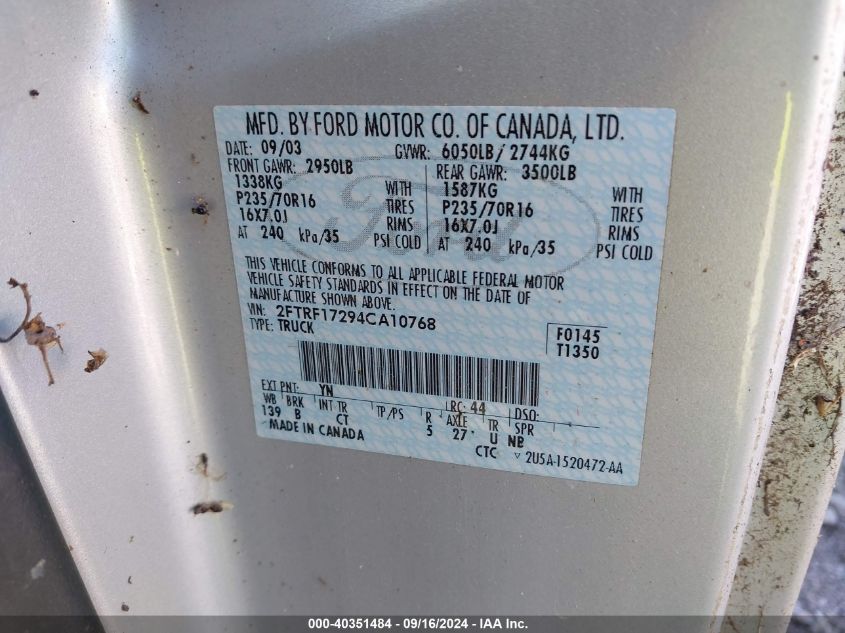 MFD. BY FORD MOTOR CO. OF CANADA, LTD.
DATE: 09/03 GVWR: 6050LB/ 2744KG
FRONT GAWR: 2950LB REAR GAWR: 3500LB
1338KG WITH 1587KG WITH
P235/70R16 TIRES P235/70R16 TIRES
16X7.0J RIMS 16X7.0J RIMS
AT 240 kPa/35 PSI COLD AT 240 kPa/35 PSI COLD
Ford
THIS VEHICLE CONFORMS TO ALL APPLICABLE FEDERAL MOTOR
VEHICLE SAFETY STANDARDS IN EFFECT ON THE DATE OF
MANUFACTURE SHOWN ABOVE.
VIN: 2FTRF17294CA10768
TYPE: TRUCK
F0145
T1350
EXT PNT: YN RC: 44 DSO:
WB BRK INT TR TP/PS R AXLE TR SPR
139 B CT 5 27 U NB
MADE IN CANADA CTC ▽ 2U5A-1520472-AA
000-40351484 - 09/16/2024 - IAA Inc.